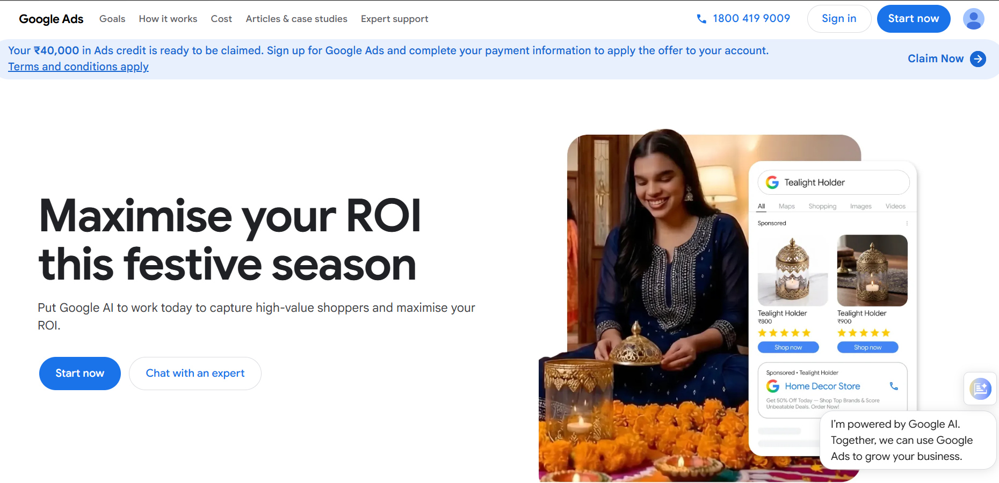 Google Ads
Goals
How it works
Cost
Articles & case studies
Expert support
1800 419 9009
Sign in
Start now
Your ₹40,000 in Ads credit is ready to be claimed. Sign up for Google Ads and complete your payment information to apply the offer to your account.
Terms and conditions apply
Claim Now
Maximise your ROI
this festive season
Put Google AI to work today to capture high-value shoppers and maximise your
ROI.
Start now
Chat with an expert
Tealight Holder
All
Maps
Shopping
Images
Videos
Sponsored
Tealight Holder
₹800
Shop now
Tealight Holder
₹900
Shop now
Sponsored • Tealight Holder
Home Decor Store
Get 50% Off Today — Shop Top Brands & Score
Unbeatable Deals. Order Now!
I'm powered by Google AI.
Together, we can use Google
Ads to grow your business.